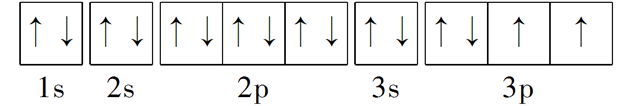 ↑ ↓ ↑ ↓ ↑ ↓ ↑ ↓ ↑ ↓ ↑ ↓ ↑ ↓ ↑ ↑
1s 2s 2p 3s 3p